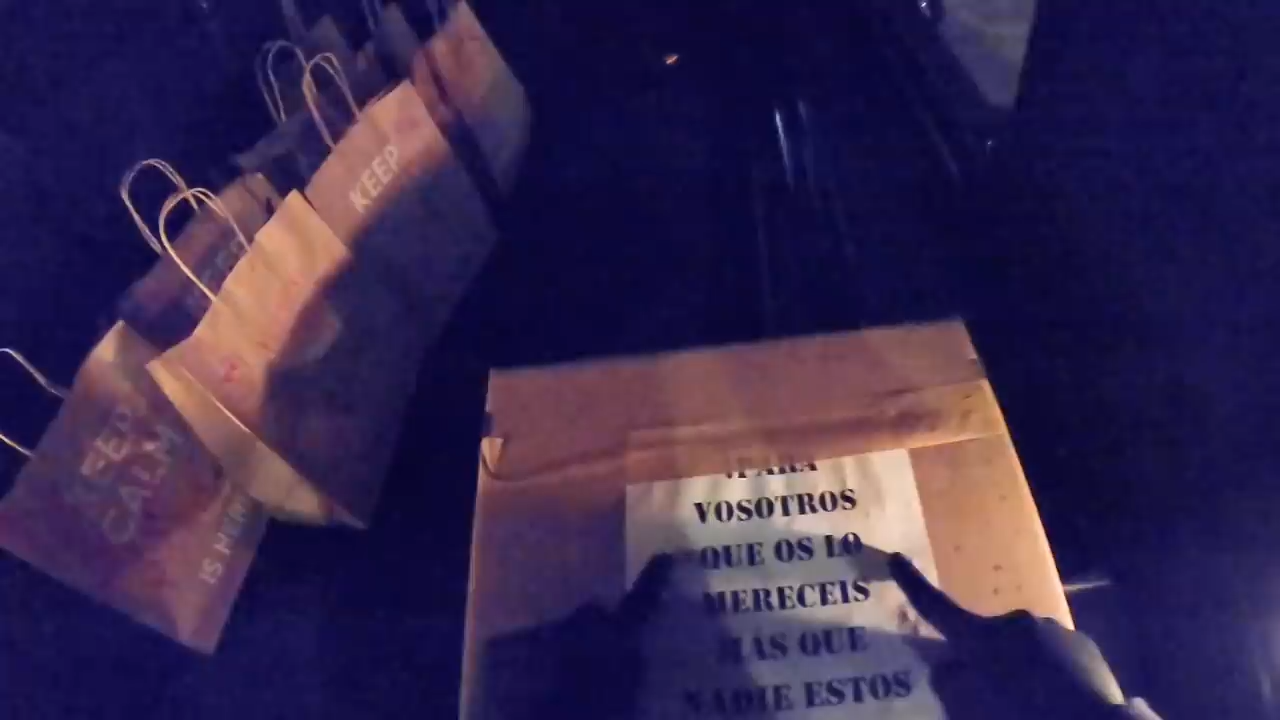 KEEP
KEEP
CALM
VOSOTROS
QUE OS LO
MERECEIS
MAS QUE
NADIE ESTOS